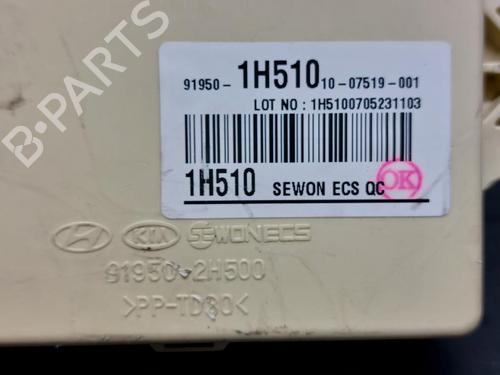 91950- 1H510 10-07519-001
LOT NO : 1H5100705231103
1H510 SEWON ECS QC OK
KIA SEWONECS
91950-2H500
>PP-TD30<
B-PARTS